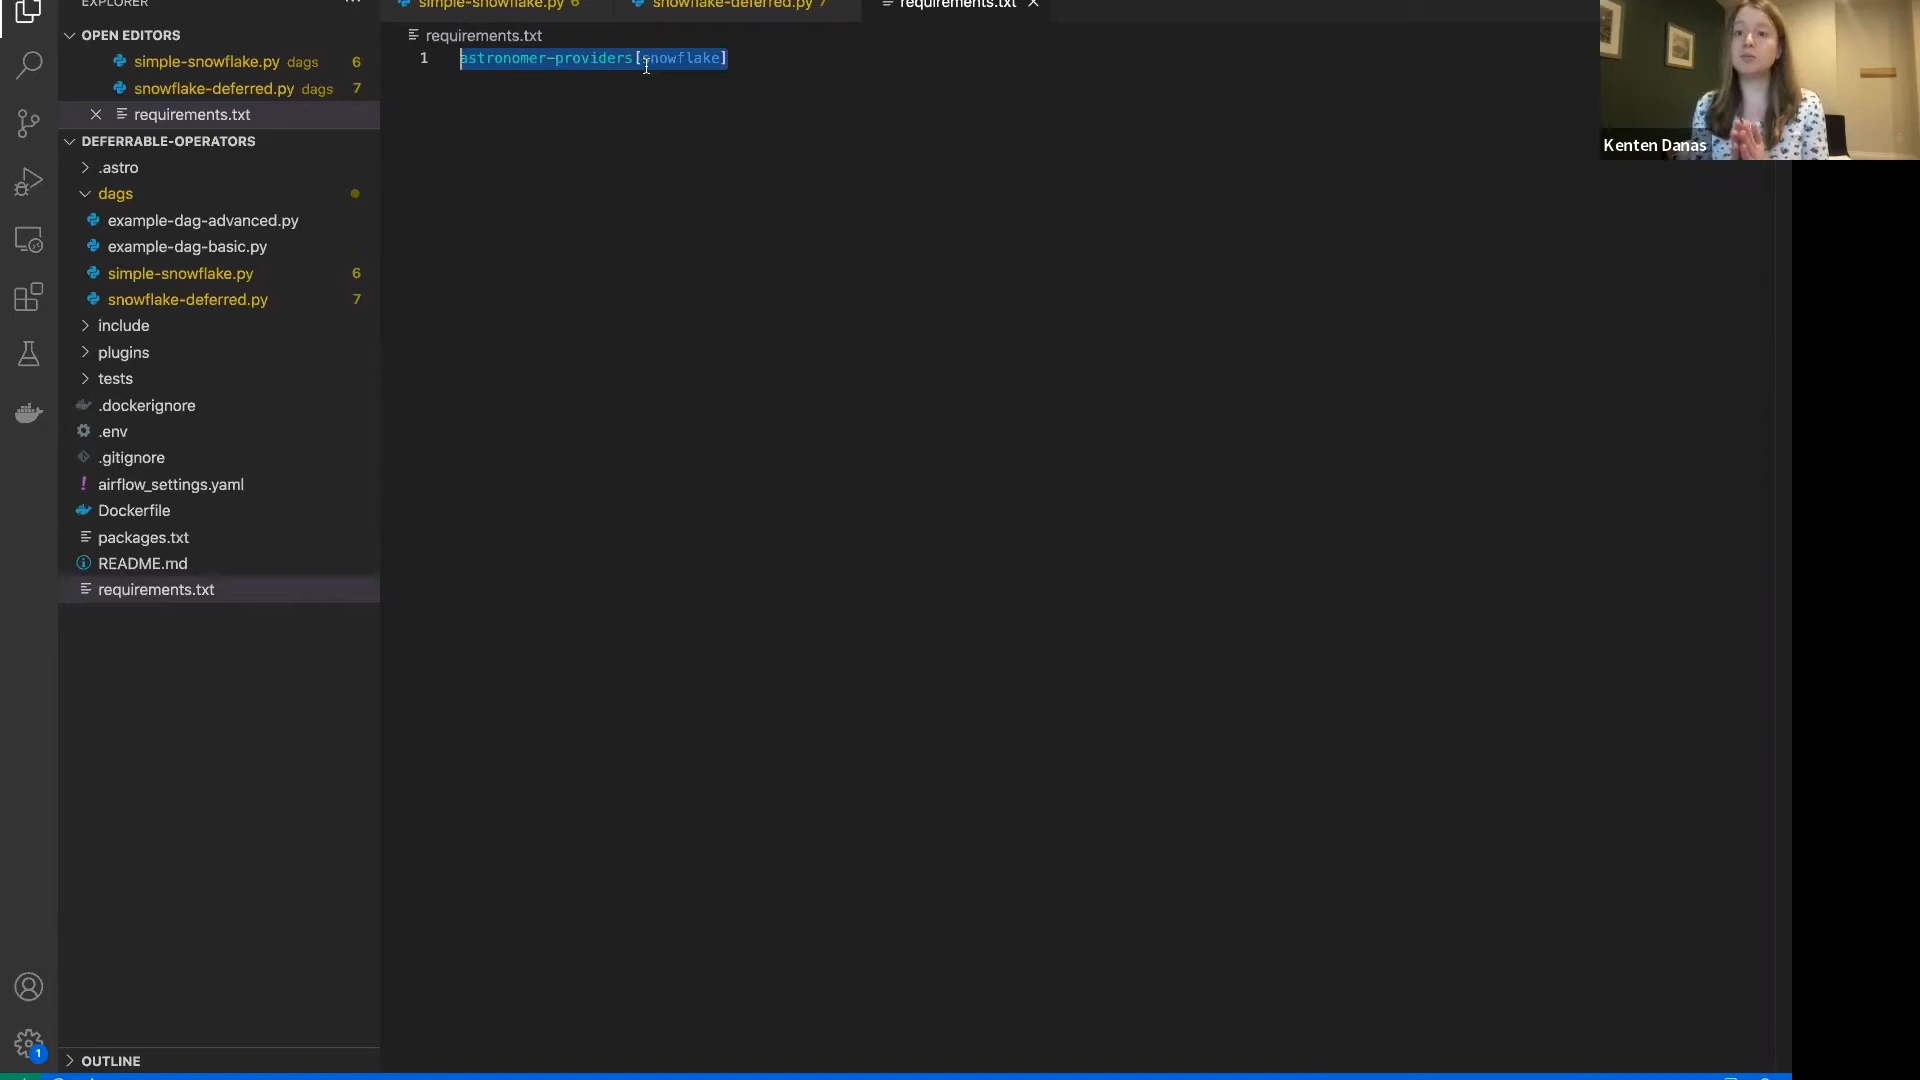 EXPLORER
simple-snowflake.py 6
snowflake-deferred.py 7
requirements.txt
OPEN EDITORS
simple-snowflake.py dags 6
snowflake-deferred.py dags 7
requirements.txt
DEFERRABLE-OPERATORS
.astro
dags
example-dag-advanced.py
example-dag-basic.py
simple-snowflake.py 6
snowflake-deferred.py 7
include
plugins
tests
.dockerignore
.env
.gitignore
airflow_settings.yaml
Dockerfile
packages.txt
README.md
requirements.txt
OUTLINE
1
requirements.txt
1 astronomer-providers[snowflake]
Kenten Danas